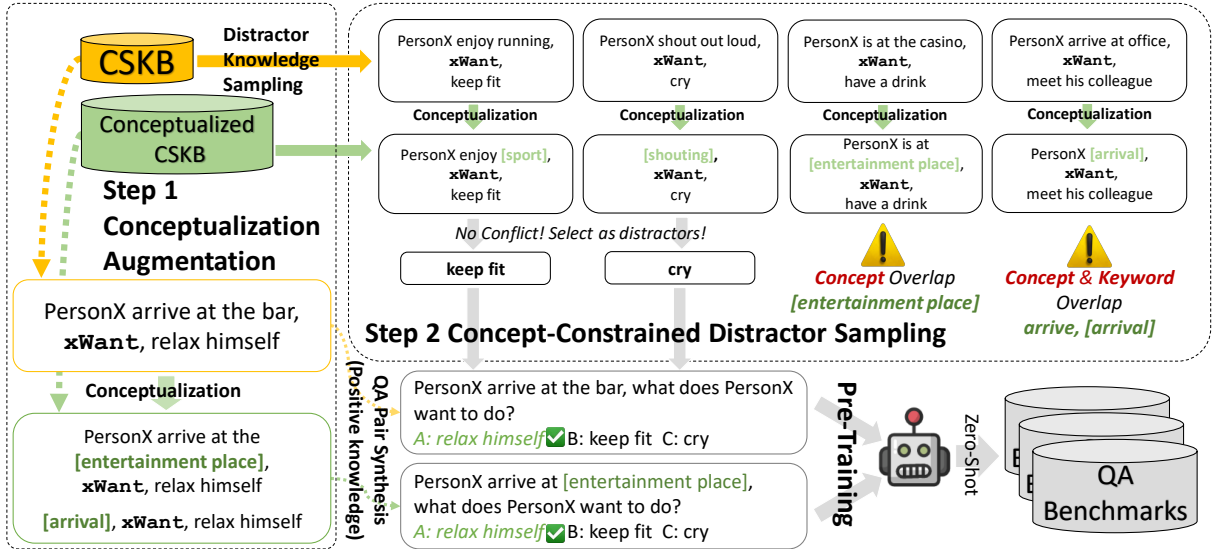 CSKB
Distractor
Knowledge
Sampling
Conceptualized
CSKB
Step 1
Conceptualization
Augmentation
PersonX arrive at the bar,
xWant, relax himself
Conceptualization
PersonX arrive at the
[entertainment place],
xWant, relax himself
[arrival], xWant, relax himself
PersonX enjoy running,
xWant,
keep fit
PersonX shout out loud,
xWant,
cry
PersonX is at the casino,
xWant,
have a drink
PersonX arrive at office,
xWant,
meet his colleague
Conceptualization
Conceptualization
Conceptualization
Conceptualization
PersonX enjoy [sport],
xWant,
keep fit
[shouting],
xWant,
cry
PersonX is at
[entertainment place],
xWant,
have a drink
PersonX [arrival],
xWant,
meet his colleague
No Conflict! Select as distractors!
keep fit
cry
Concept Overlap
[entertainment place]
Concept & Keyword
Overlap
arrive, [arrival]
Step 2 Concept-Constrained Distractor Sampling
QA Pair Synthesis
(Positive knowledge)
PersonX arrive at the bar, what does PersonX
want to do?
A: relax himself B: keep fit C: cry
PersonX arrive at [entertainment place],
what does PersonX want to do?
A: relax himself B: keep fit C: cry
Pre-Training
Zero-Shot
QA
Benchmarks